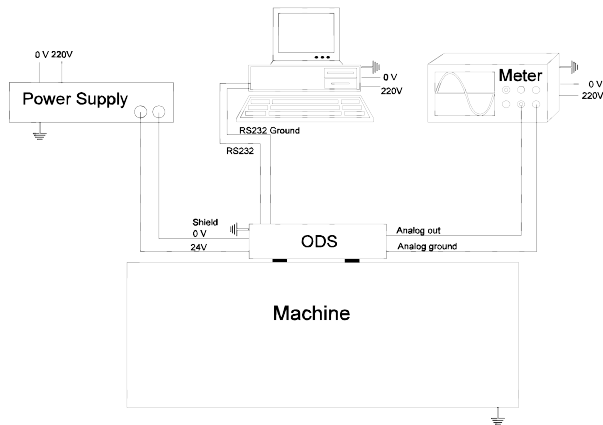 0 V 220V
Power Supply
0 V
220V
Meter
0 V
220V
RS232 Ground
RS232
Shield
0 V
24V
ODS
Analog out
Analog ground
Machine